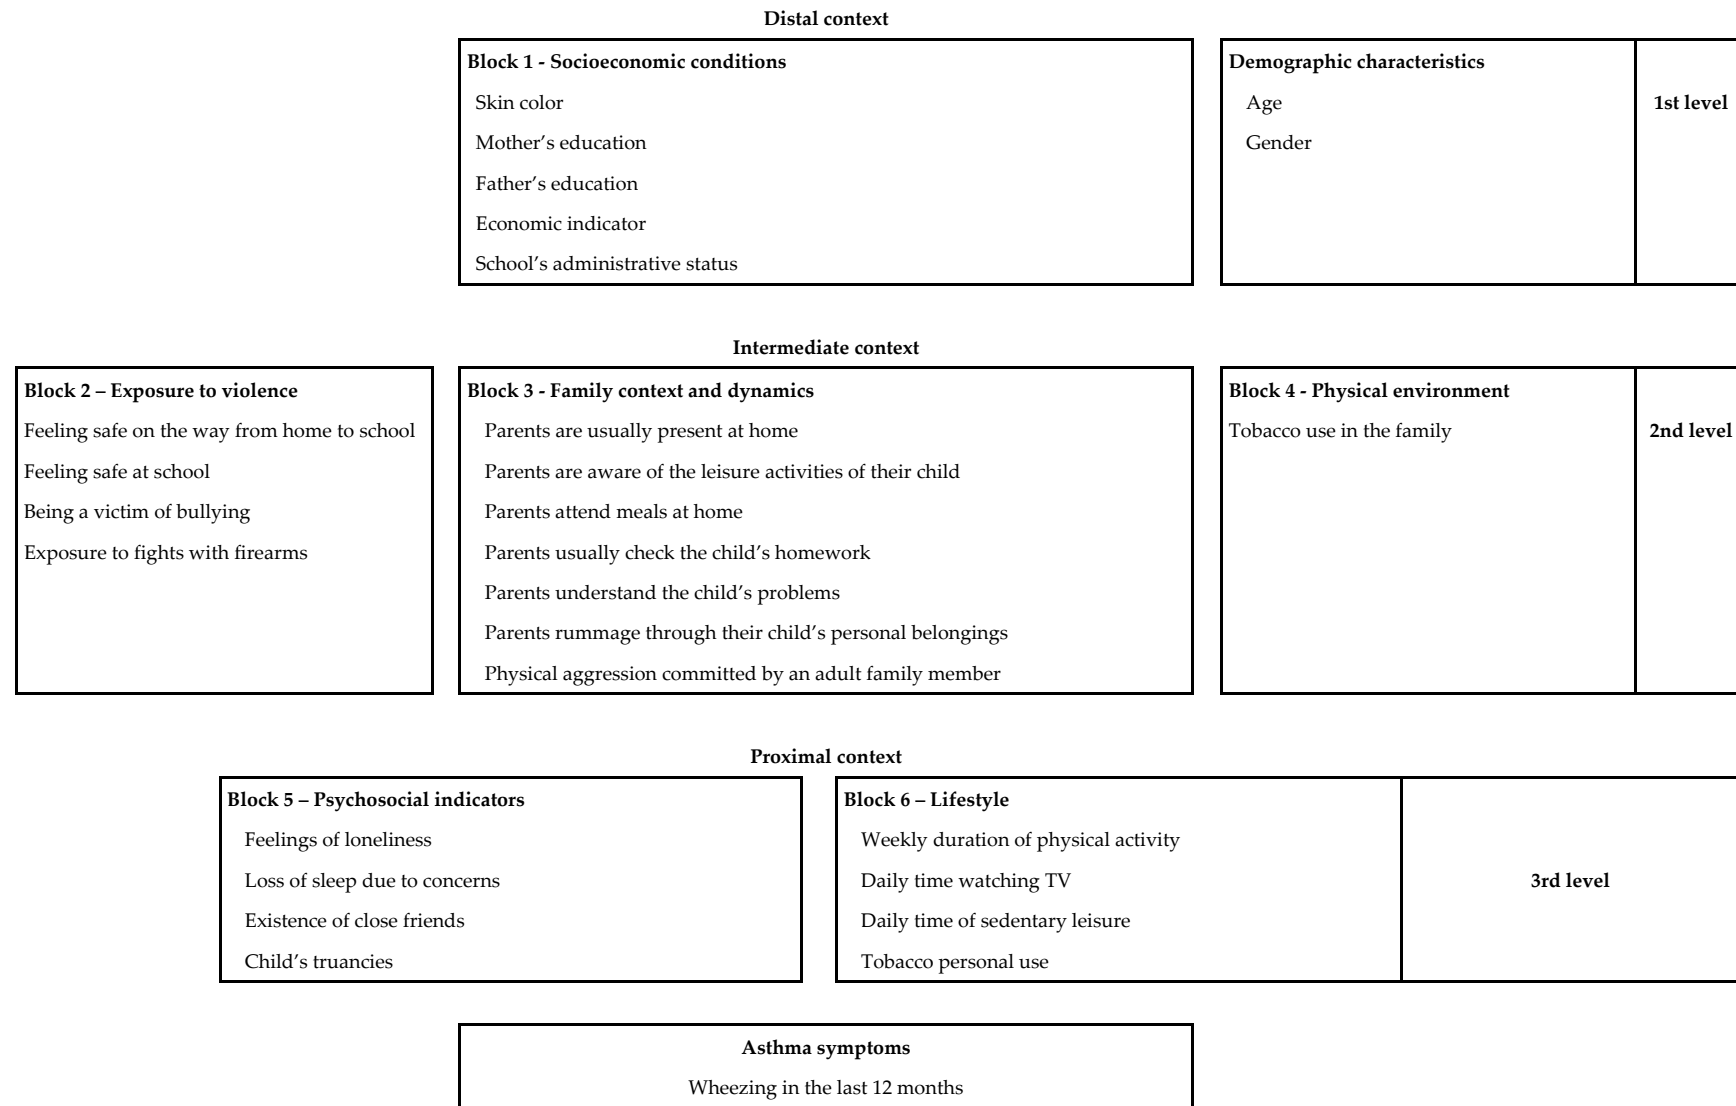 Distal context
Block 1 - Socioeconomic conditions
Skin color
Mother’s education
Father’s education
Economic indicator
School’s administrative status
Demographic characteristics
Age
Gender
1st level
Intermediate context
Block 2 – Exposure to violence
Feeling safe on the way from home to school
Feeling safe at school
Being a victim of bullying
Exposure to fights with firearms
Block 3 - Family context and dynamics
Parents are usually present at home
Parents are aware of the leisure activities of their child
Parents attend meals at home
Parents usually check the child’s homework
Parents understand the child’s problems
Parents rummage through their child’s personal belongings
Physical aggression committed by an adult family member
Block 4 - Physical environment
Tobacco use in the family
2nd level
Proximal context
Block 5 – Psychosocial indicators
Feelings of loneliness
Loss of sleep due to concerns
Existence of close friends
Child’s truancies
Block 6 – Lifestyle
Weekly duration of physical activity
Daily time watching TV
Daily time of sedentary leisure
Tobacco personal use
3rd level
Asthma symptoms
Wheezing in the last 12 months